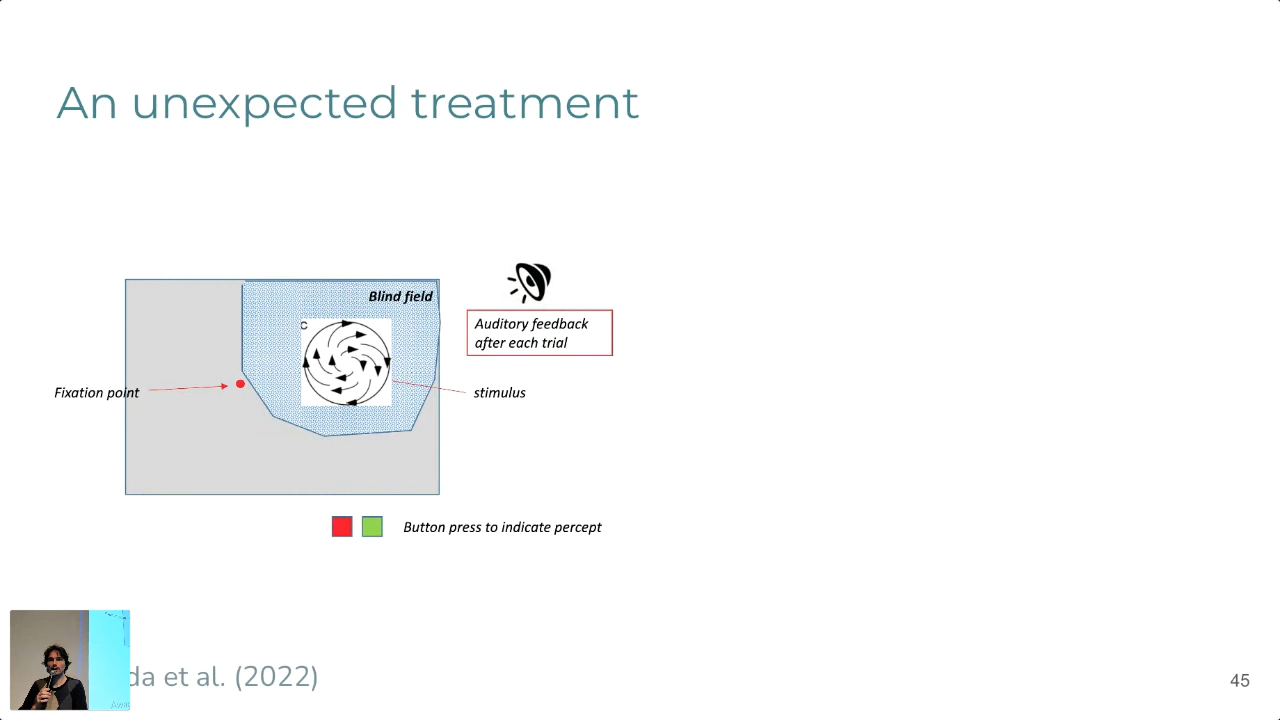 An unexpected treatment
Blind field
C
Auditory feedback
after each trial
Fixation point
stimulus
Button press to indicate percept
da et al. (2022)
45